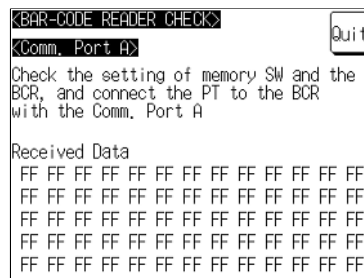 <BAR-CODE READER CHECK>
Quit
<Comm. Port A>
Check the setting of memory SW and the
BCR, and connect the PT to the BCR
with the Comm. Port A
Received Data
FF FF FF FF FF FF FF FF FF FF FF FF FF
FF FF FF FF FF FF FF FF FF FF FF FF FF
FF FF FF FF FF FF FF FF FF FF FF FF FF
FF FF FF FF FF FF FF FF FF FF FF FF FF
FF FF FF FF FF FF FF FF FF FF FF FF FF